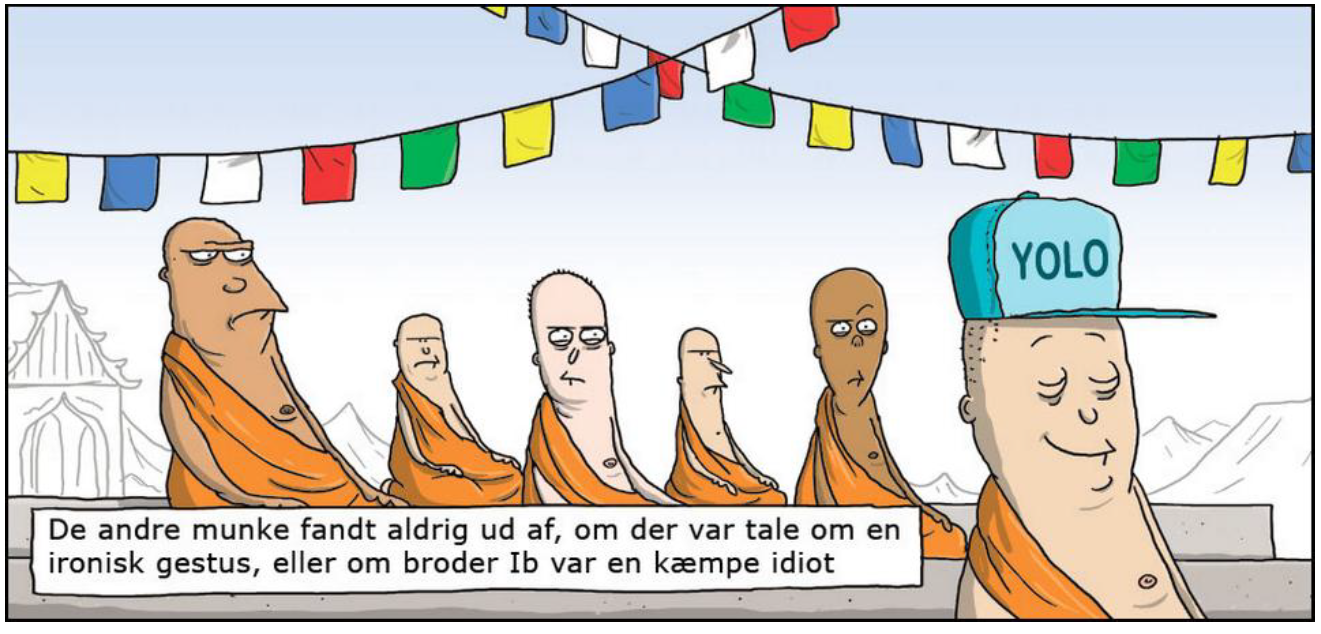 YOLO
De andre munke fandt aldrig ud af, om der var tale om en
ironisk gestus, eller om broder Ib var en kæmpe idiot